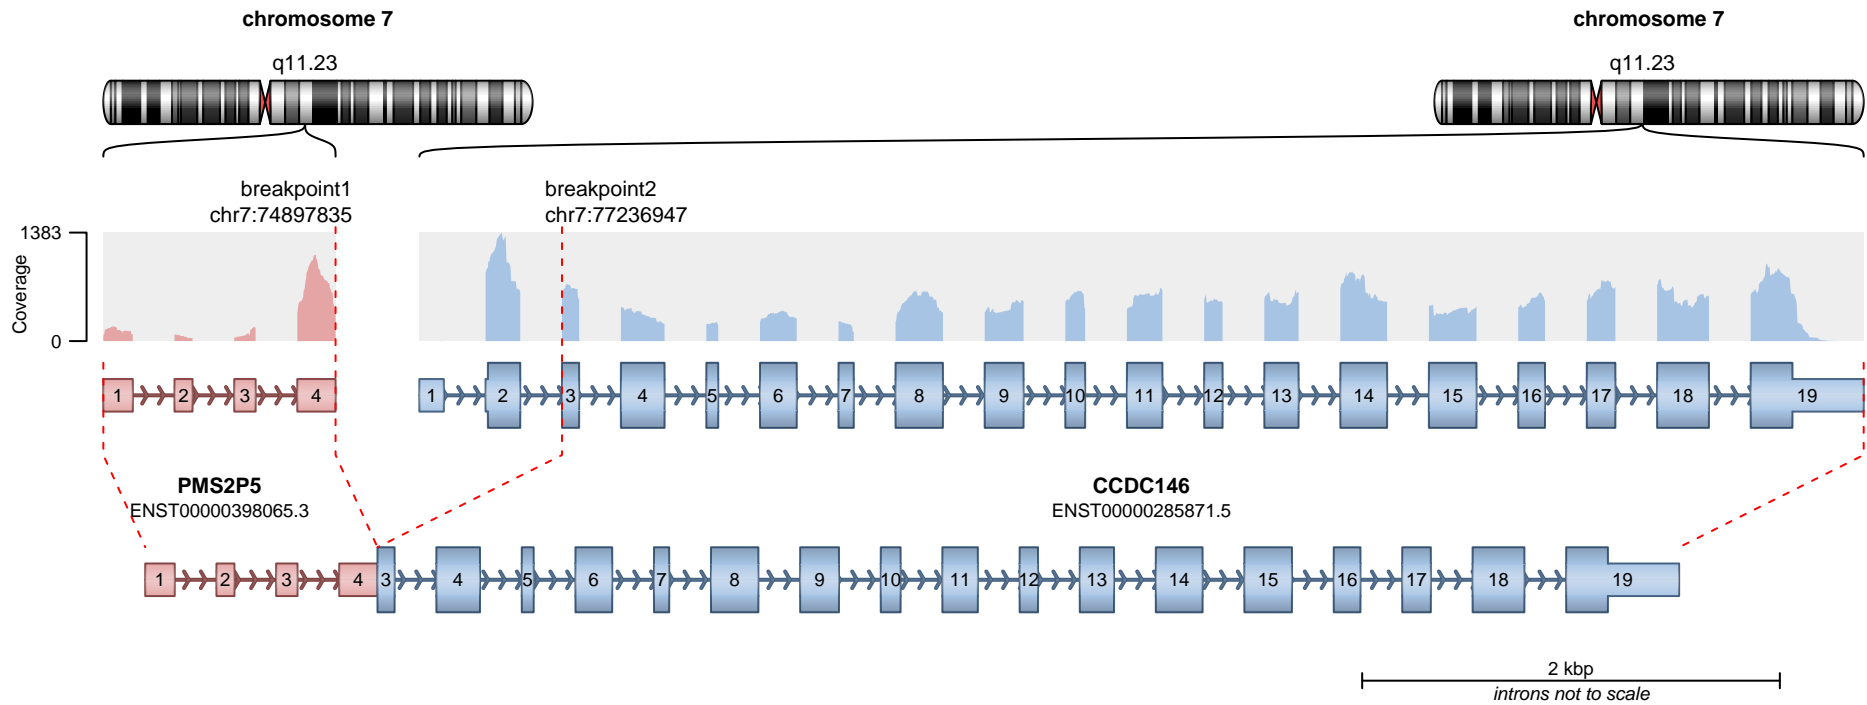 chromosome 7
chromosome 7
q11.23
q11.23
breakpoint1
chr7:74897835
breakpoint2
chr7:77236947
1383
Coverage
0
1 2 3 4
1 2 3 4 5 6 7 8 9 10 11 12 13 14 15 16 17 18 19
PMS2P5
ENST00000398065.3
CCDC146
ENST00000285871.5
1 2 3 4 3 4 5 6 7 8 9 10 11 12 13 14 15 16 17 18 19
2 kbp
introns not to scale